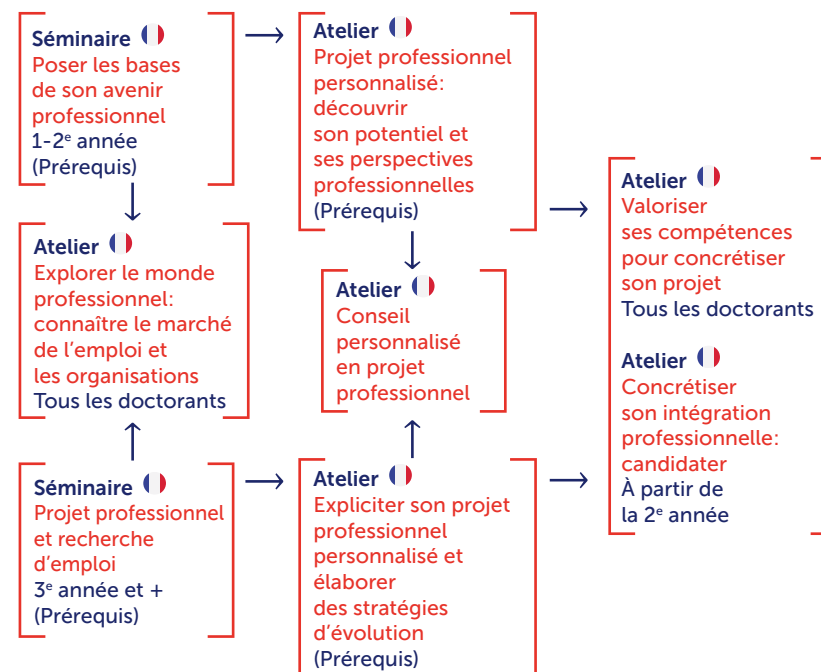 Séminaire
Poser les bases
de son avenir
professionnel
1-2e année
(Prérequis)
Atelier
Projet professionnel
personnalisé:
découvrir
son potentiel et
ses perspectives
professionnelles
(Prérequis)
Atelier
Explorer le monde
professionnel:
connaître le marché
de l'emploi et
les organisations
Tous les doctorants
Atelier
Conseil
personnalisé
en projet
professionnel
Atelier
Valoriser
ses compétences
pour concrétiser
son projet
Tous les doctorants
Atelier
Concrétiser
son intégration
professionnelle:
candidater
À partir de
la 2e année
Séminaire
Projet professionnel
et recherche
d'emploi
3e année et +
(Prérequis)
Atelier
Expliciter son projet
professionnel
personnalisé et
élaborer
des stratégies
d'évolution
(Prérequis)